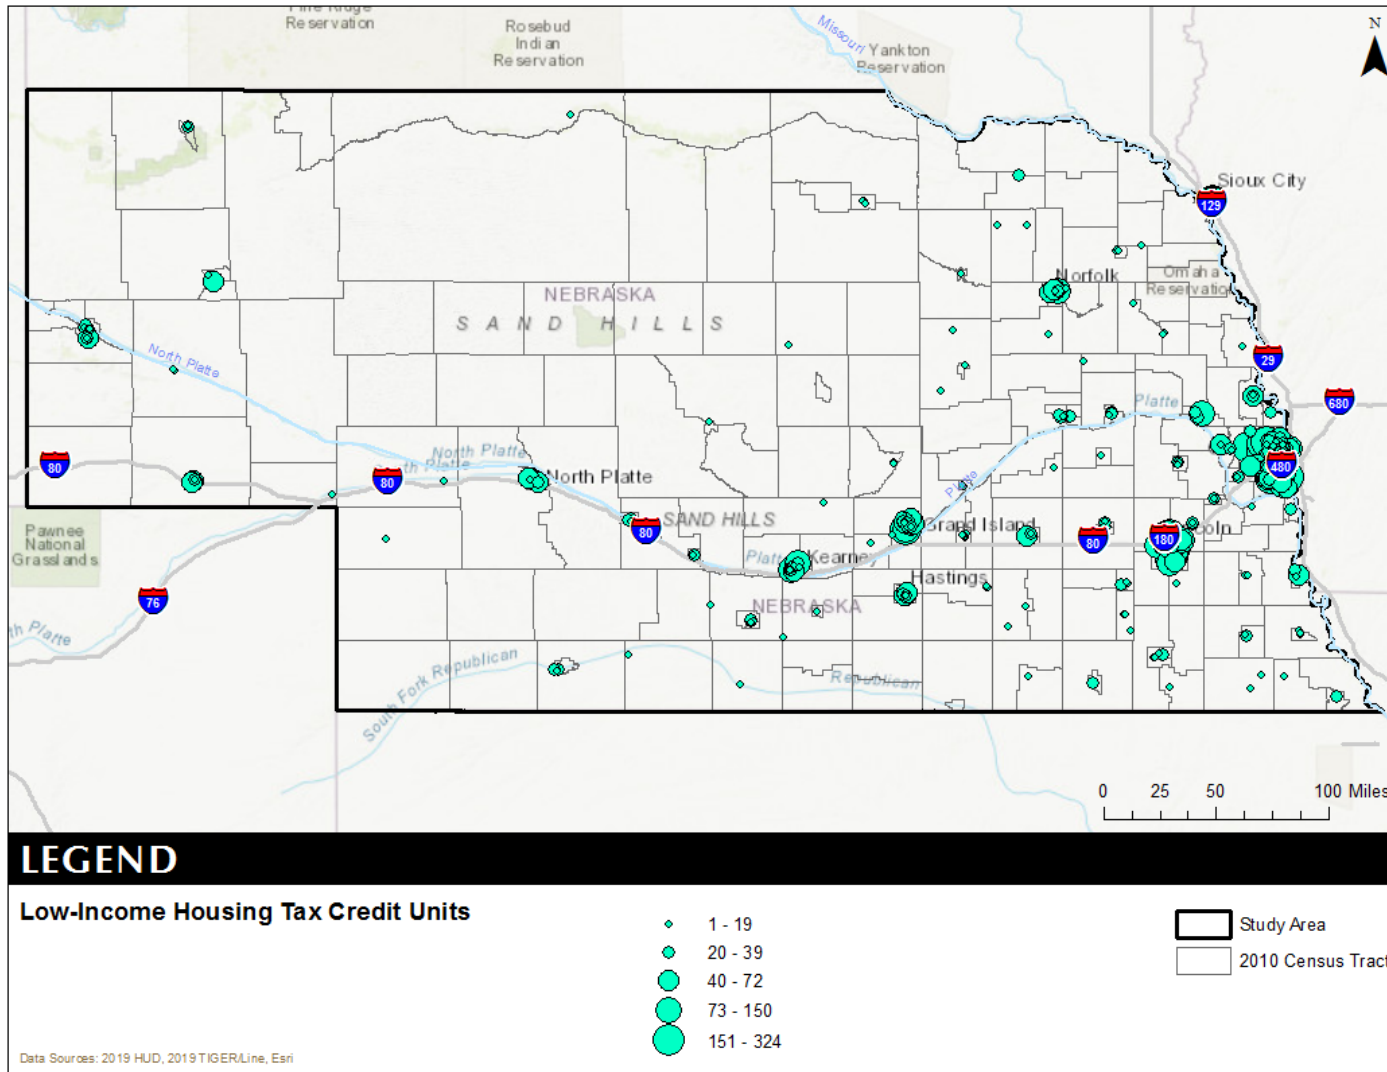 Pine Ridge
Reservation
Rosebud
Indian
Reservation
Missouri
Yankton
Reservation
N
Sioux City
129
Norfolk
Omaha
Reservation
NEBRASKA
SAND HILLS
North Platte
29
680
Platte
80
North Platte
80
North Platte
480
Platte
SAND HILLS
80
Grand Island
80
180
Pawnee
National
Grasslands
Platte
Kearney
Hastings
NEBRASKA
76
South Fork Republican
Republican
0 25 50 100 Miles
LEGEND
Low-Income Housing Tax Credit Units
1 - 19
20 - 39
40 - 72
73 - 150
151 - 324
Study Area
2010 Census Tract
Data Sources: 2019 HUD, 2019 TIGER/Line, Esri